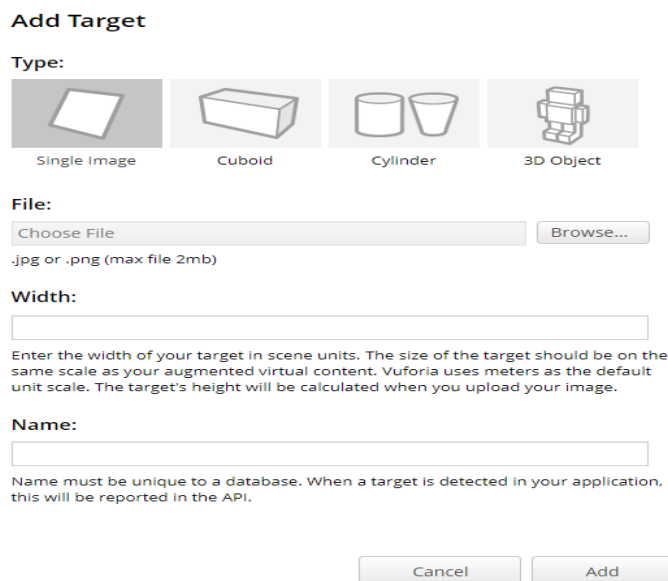 Add Target
Type:
Single Image Cuboid Cylinder 3D Object
File:
Choose File Browse...
.jpg or .png (max file 2mb)
Width:
Enter the width of your target in scene units. The size of the target should be on the
same scale as your augmented virtual content. Vuforia uses meters as the default
unit scale. The target's height will be calculated when you upload your image.
Name:
Name must be unique to a database. When a target is detected in your application,
this will be reported in the API.
Cancel Add